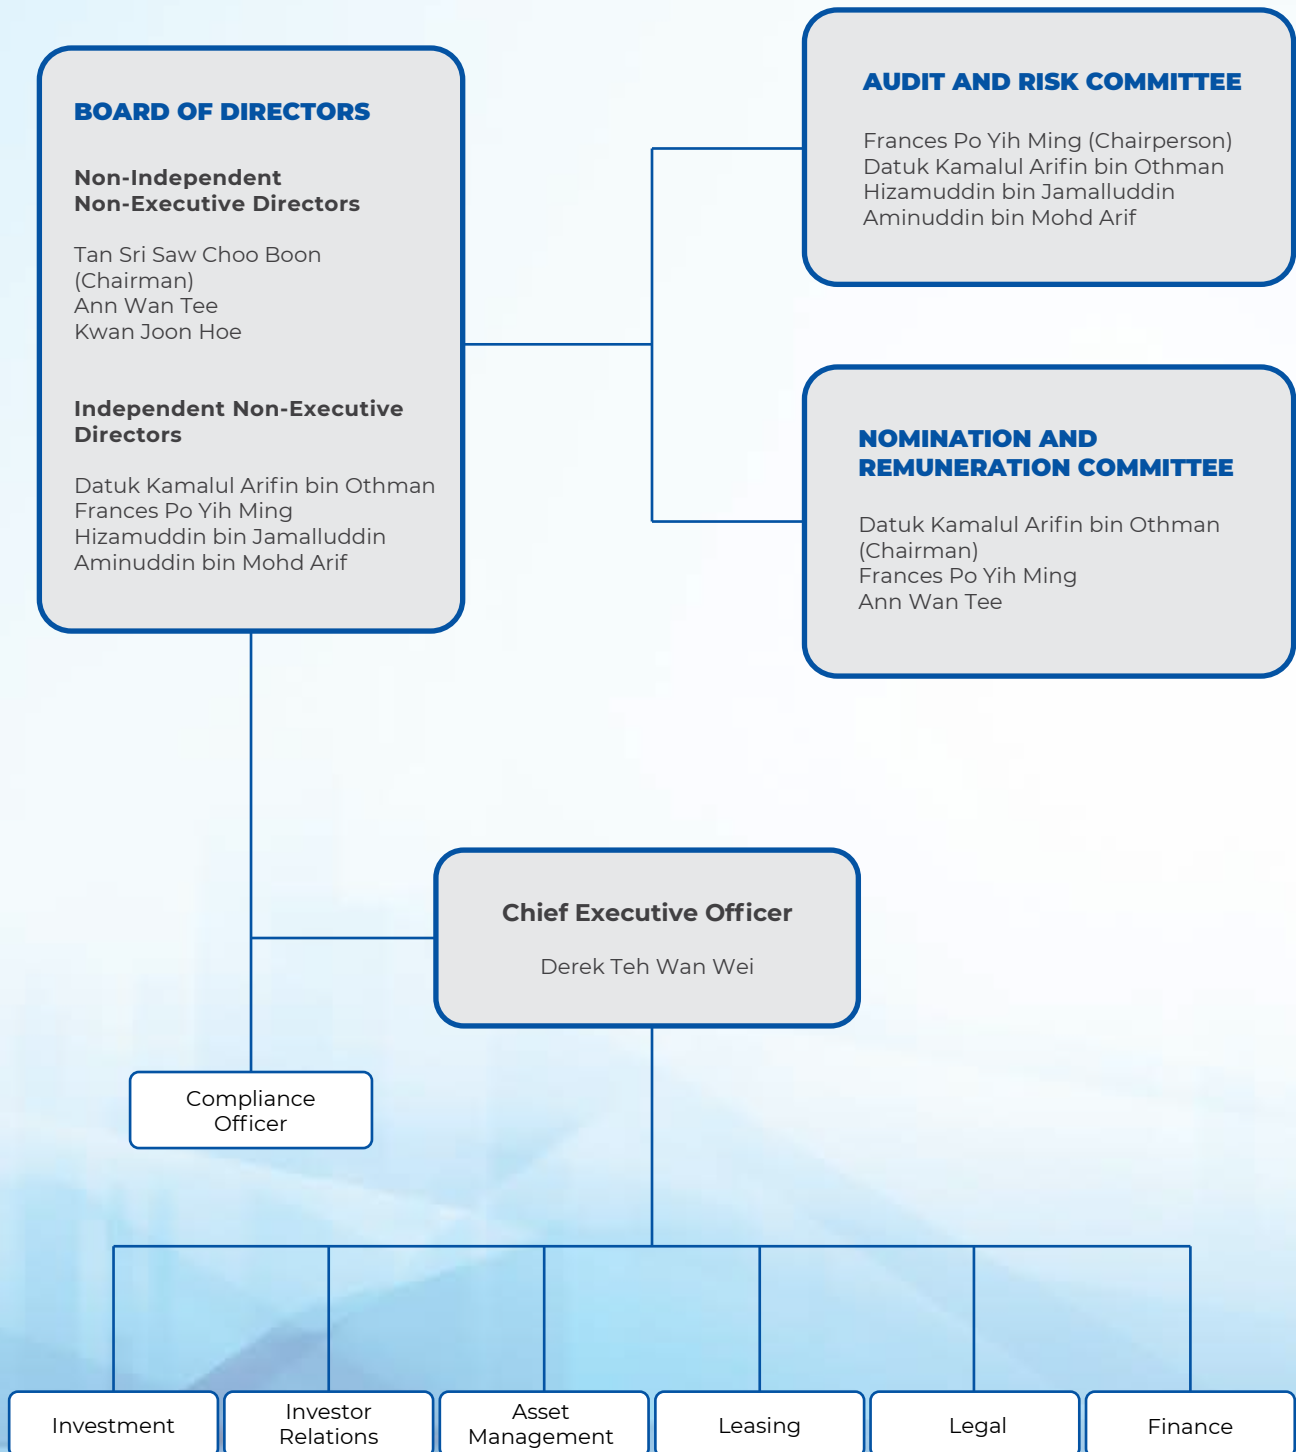 BOARD OF DIRECTORS
Non-Independent
Non-Executive Directors
Tan Sri Saw Choo Boon
(Chairman)
Ann Wan Tee
Kwan Joon Hoe
Independent Non-Executive
Directors
Datuk Kamalul Arifin bin Othman
Frances Po Yih Ming
Hizamuddin bin Jamalluddin
Aminuddin bin Mohd Arif
AUDIT AND RISK COMMITTEE
Frances Po Yih Ming (Chairperson)
Datuk Kamalul Arifin bin Othman
Hizamuddin bin Jamalluddin
Aminuddin bin Mohd Arif
NOMINATION AND
REMUNERATION COMMITTEE
Datuk Kamalul Arifin bin Othman
(Chairman)
Frances Po Yih Ming
Ann Wan Tee
Chief Executive Officer
Derek Teh Wan Wei
Compliance
Officer
Investment
Investor
Relations
Asset
Management
Leasing
Legal
Finance